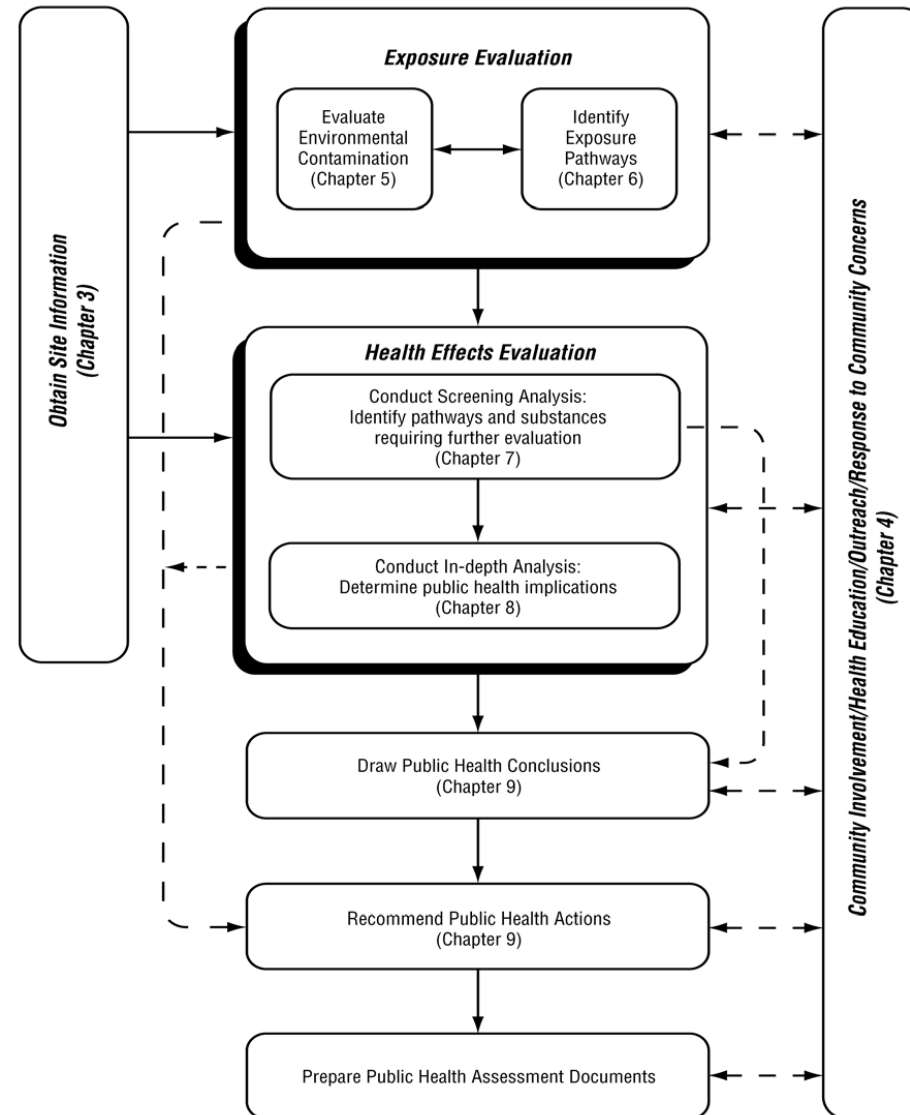 Obtain Site Information
(Chapter 3)
Exposure Evaluation
Evaluate
Environmental
Contamination
(Chapter 5)
Identify
Exposure
Pathways
(Chapter 6)
Health Effects Evaluation
Conduct Screening Analysis:
Identify pathways and substances
requiring further evaluation
(Chapter 7)
Conduct In-depth Analysis:
Determine public health implications
(Chapter 8)
Draw Public Health Conclusions
(Chapter 9)
Recommend Public Health Actions
(Chapter 9)
Prepare Public Health Assessment Documents
Community Involvement/Health Education/Outreach/Response to Community Concerns
(Chapter 4)